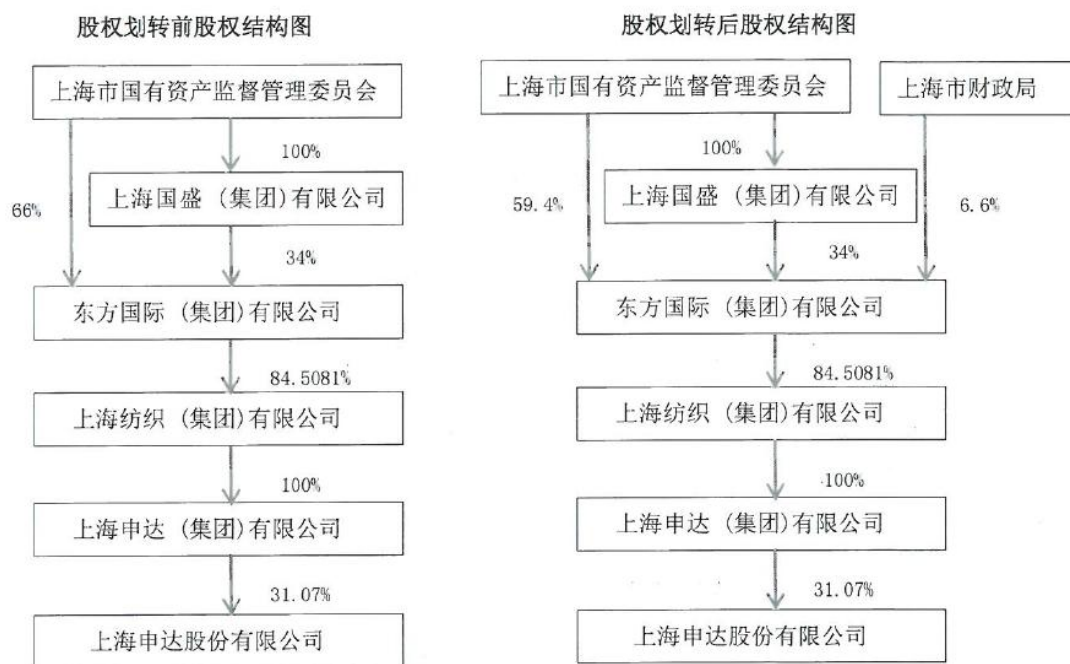 股权划转前股权结构图
上海市国有资产监督管理委员会
100%
上海国盛（集团)有限公司
66%
34%
东方国际（集团)有限公司
84.5081%
上海纺织（集团)有限公司
100%
上海申达（集团)有限公司
31.07%
上海申达股份有限公司
股权划转后股权结构图
上海市国有资产监督管理委员会
上海市财政局
100%
上海国盛（集团)有限公司
59.4%
6.6%
34%
东方国际（集团)有限公司
84.5081%
上海纺织（集团)有限公司
100%
上海申达（集团)有限公司
31.07%
上海申达股份有限公司